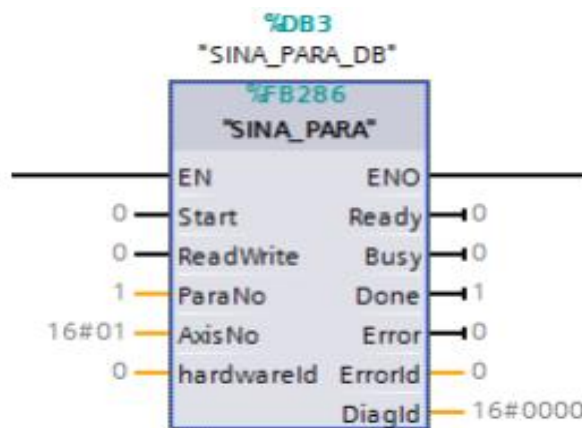 %DB3
"SINA_PARA_DB"
%FB286
"SINA_PARA"
EN ENO
0 Start Ready 0
0 ReadWrite Busy 0
1 ParaNo Done 1
16#01 AxisNo Error 0
0 hardwareId ErrorId 0
DiagId 16#0000